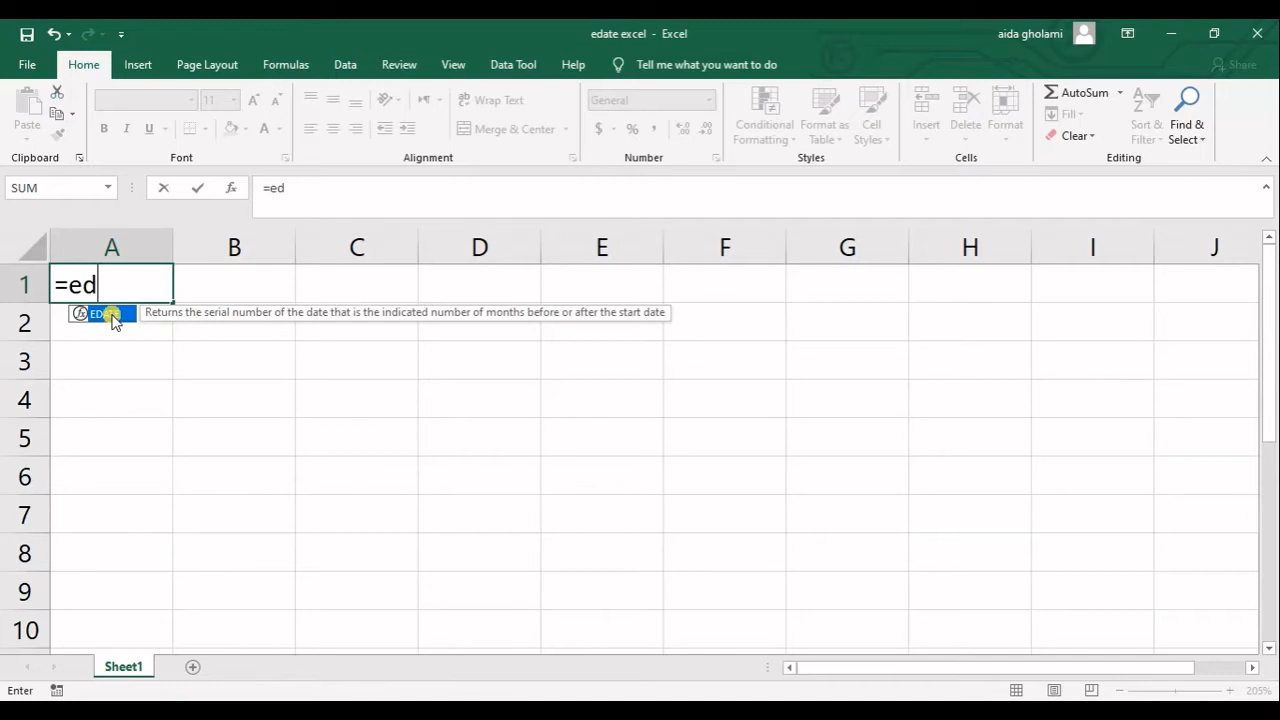 edate excel - Excel
aida gholami
File Home Insert Page Layout Formulas Data Review View Data Tool Help Tell me what you want to do Share
Paste
Clipboard
11
B I U A
Font
Wrap Text
Merge & Center
Alignment
General
$ % ,
Number
Conditional Formatting
Format as Table
Cell Styles
Styles
Insert Delete Format
Cells
AutoSum
Fill
Clear
Sort & Filter
Find & Select
Editing
SUM
fx
=ed
A B C D E F G H I J
1 =ed
EDATE Returns the serial number of the date that is the indicated number of months before or after the start date
2
3
4
5
6
7
8
9
10
Sheet1
Enter
205%